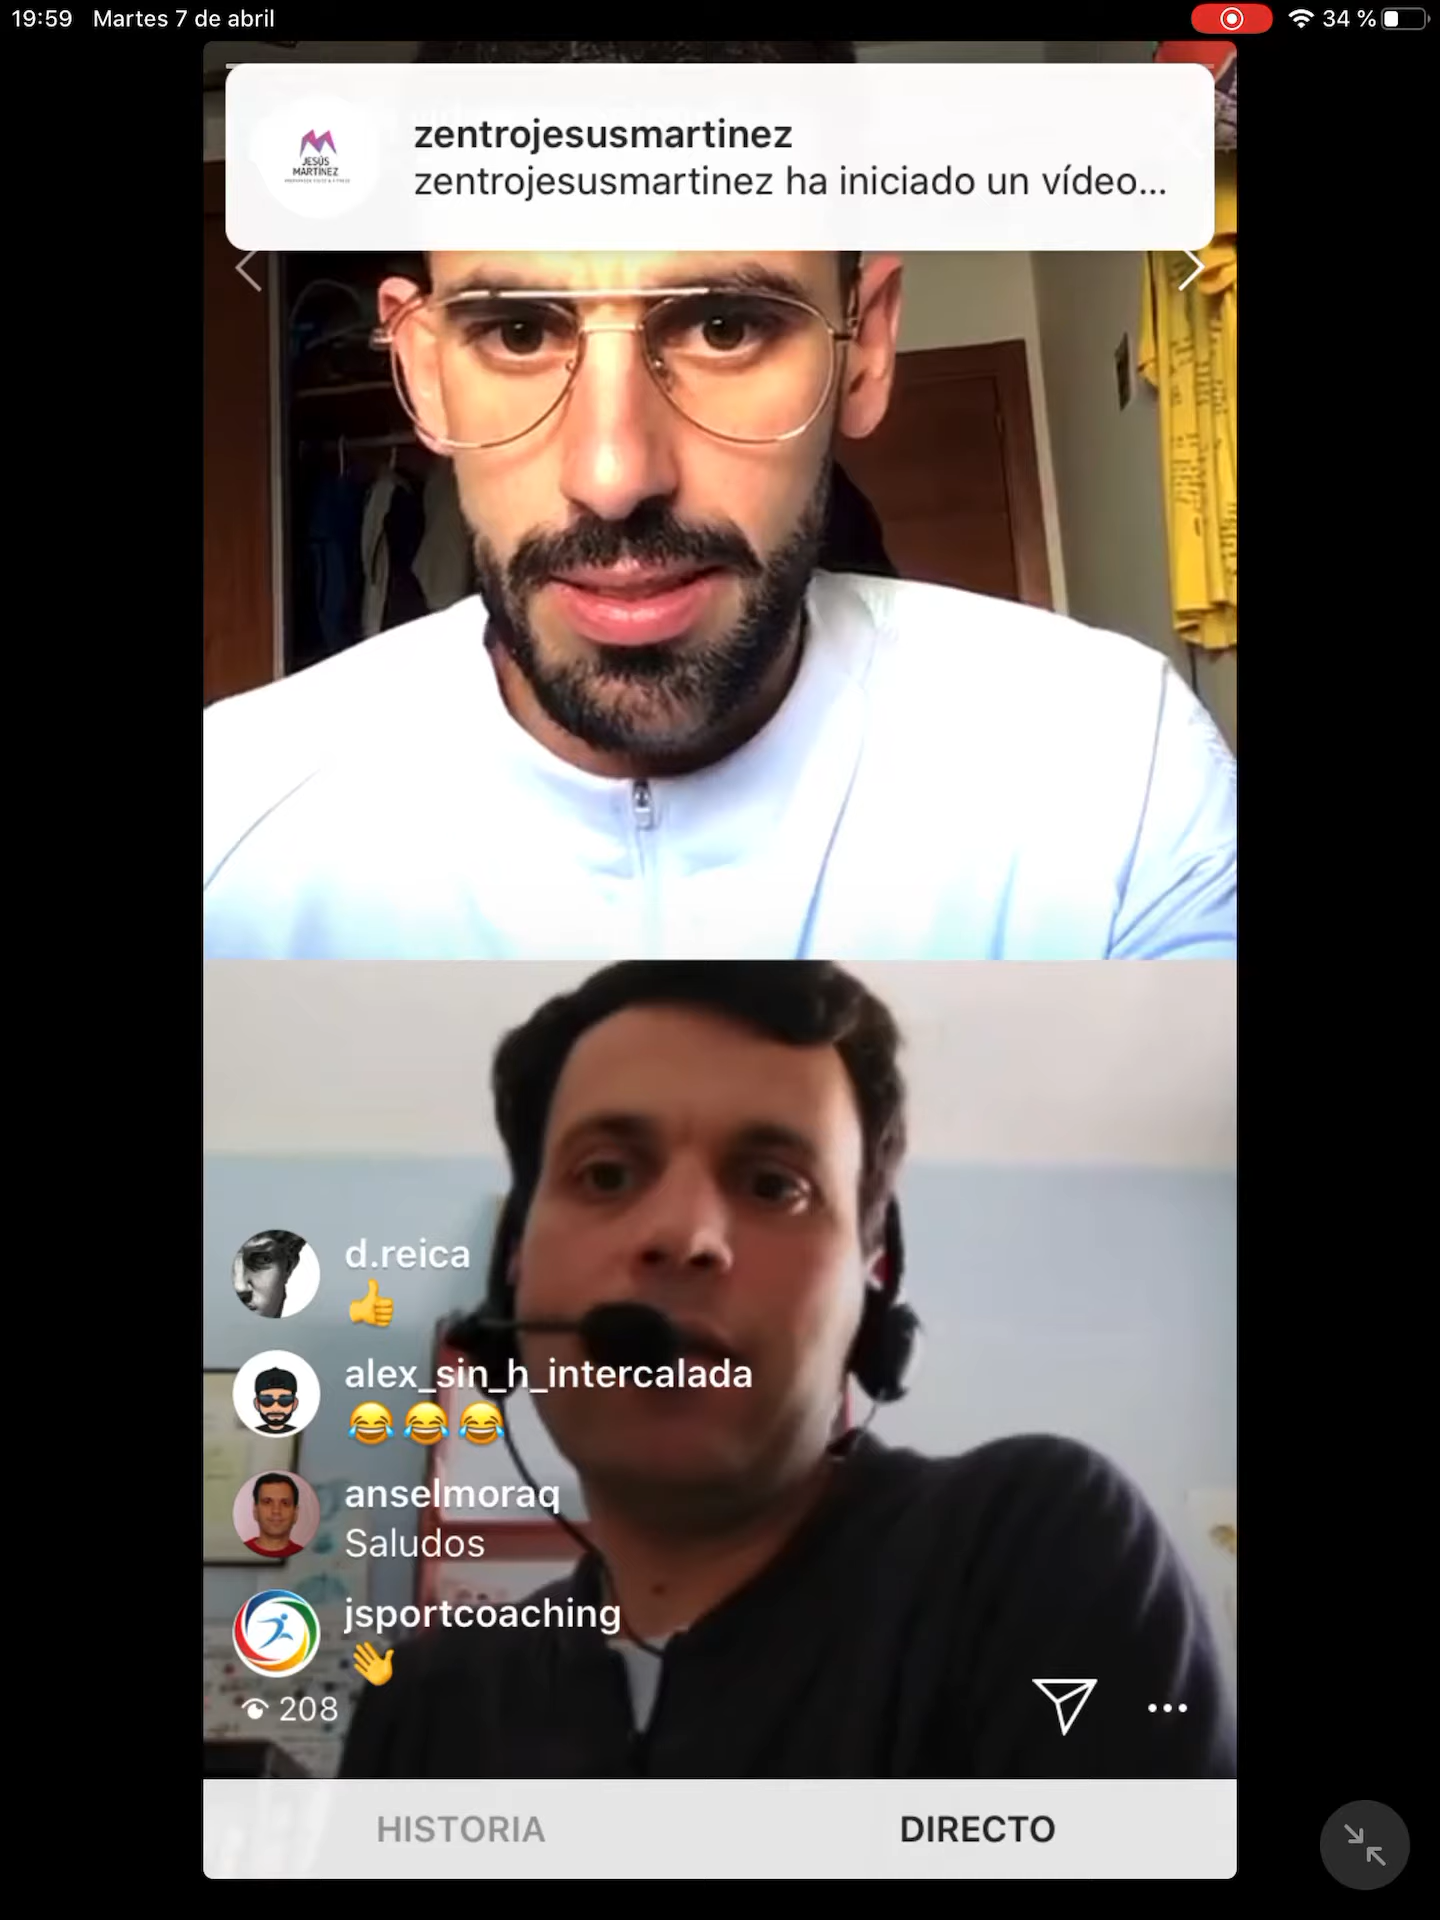 19:59 Martes 7 de abril
34 %
JESÚS
MARTÍNEZ
zentrojesusmartinez
zentrojesusmartinez ha iniciado un vídeo...
d.reica
👍
alex_sin_h_intercalada
😂😂😂
anselmoraq
Saludos
jsportcoaching
👋
208
HISTORIA
DIRECTO